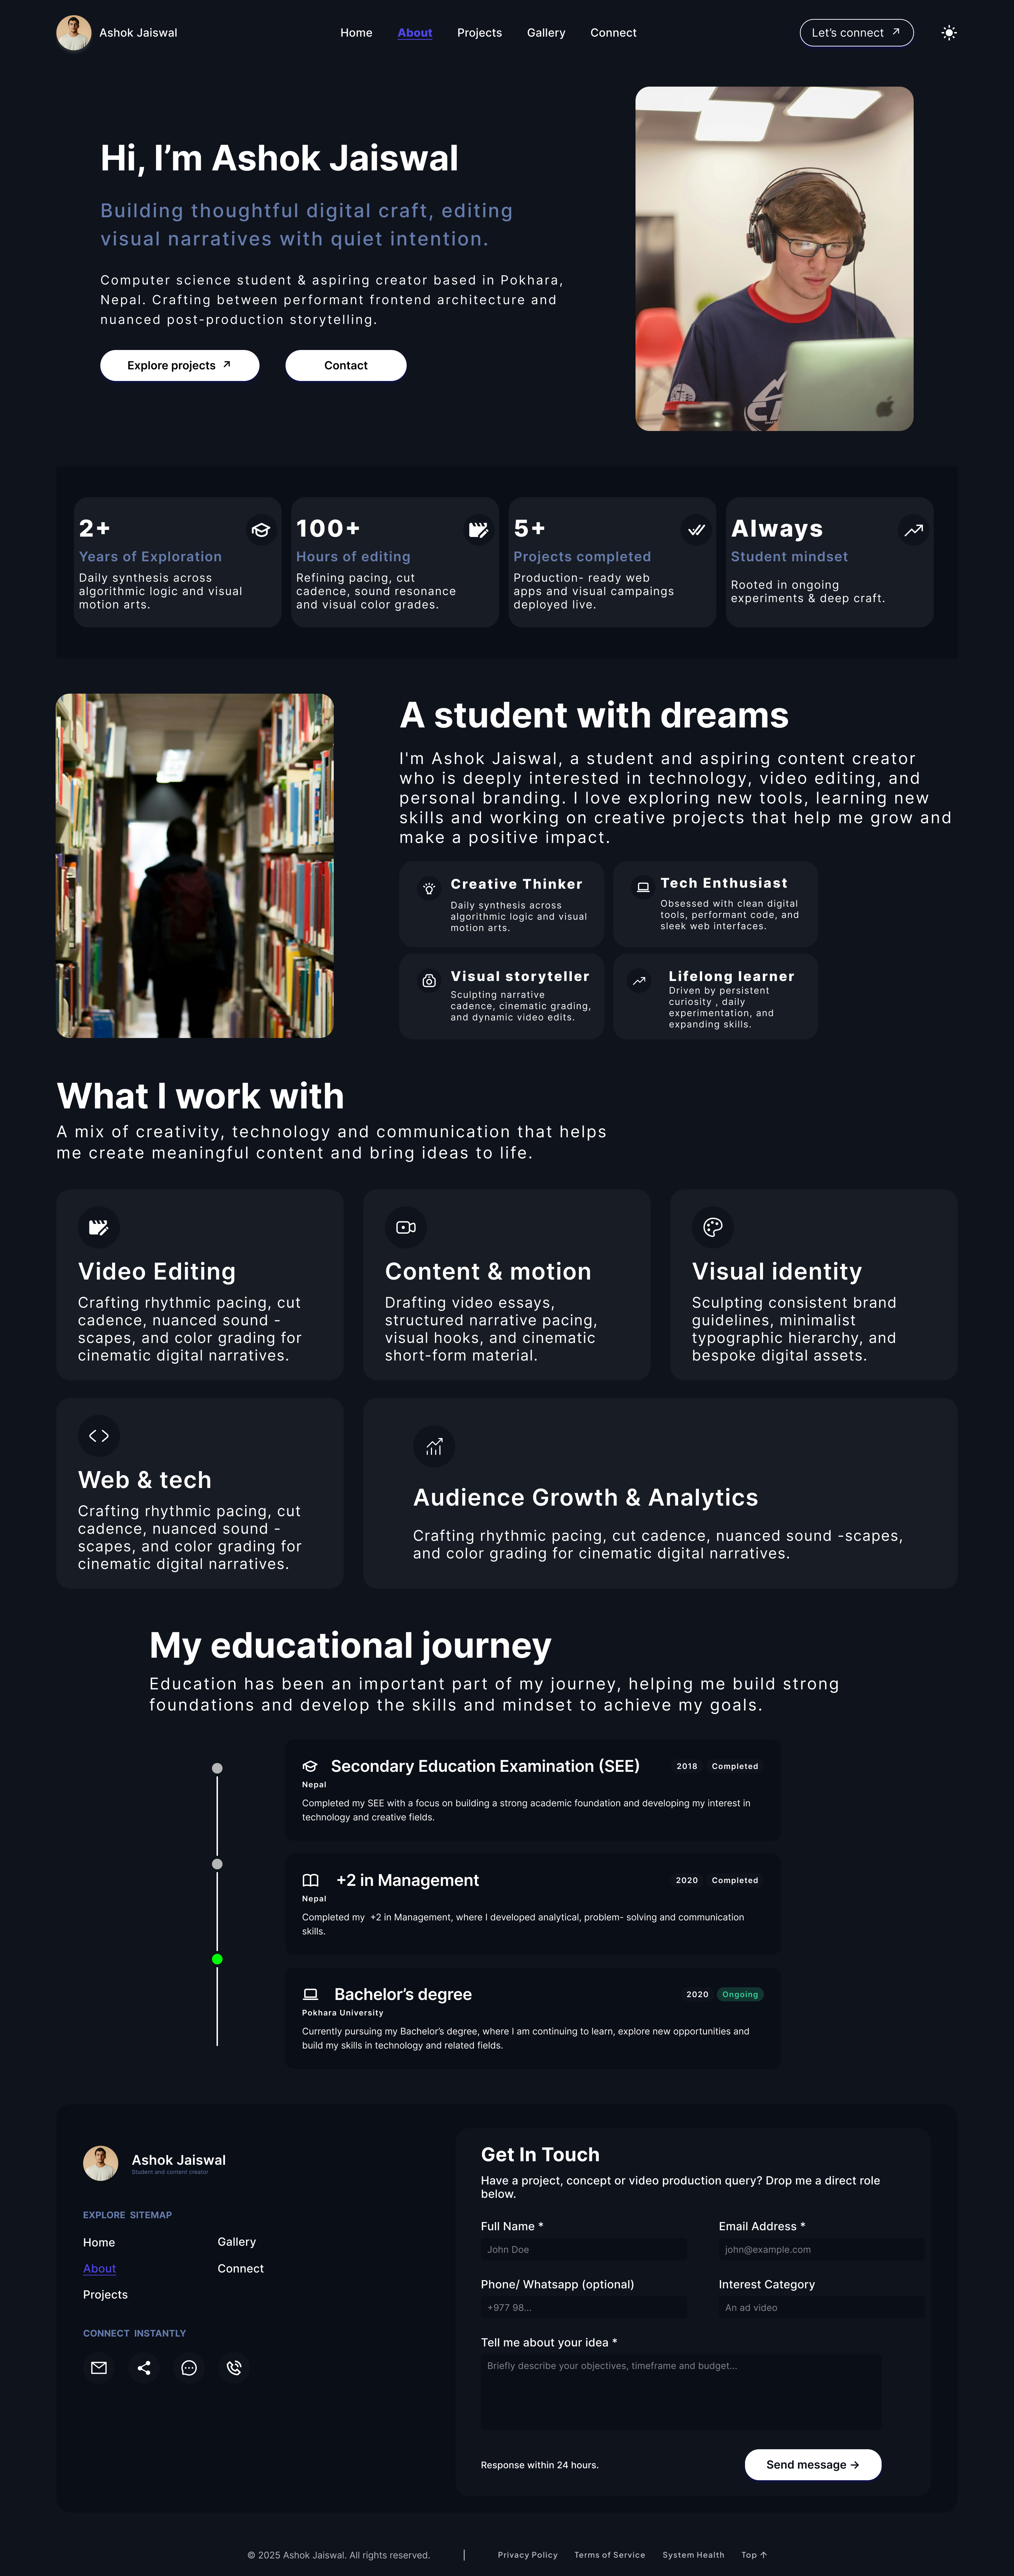 Ashok Jaiswal
Home
About
Projects
Gallery
Connect
Let's connect ↗
Hi, I'm Ashok Jaiswal
Building thoughtful digital craft, editing
visual narratives with quiet intention.
Computer science student & aspiring creator based in Pokhara,
Nepal. Crafting between performant frontend architecture and
nuanced post-production storytelling.
Explore projects ↗
Contact
2+
Years of Exploration
Daily synthesis across
algorithmic logic and visual
motion arts.
100+
Hours of editing
Refining pacing, cut
cadence, sound resonance
and visual color grades.
5+
Projects completed
Production- ready web
apps and visual campaings
deployed live.
Always
Student mindset
Rooted in ongoing
experiments & deep craft.
A student with dreams
I'm Ashok Jaiswal, a student and aspiring content creator
who is deeply interested in technology, video editing, and
personal branding. I love exploring new tools, learning new
skills and working on creative projects that help me grow and
make a positive impact.
Creative Thinker
Daily synthesis across
algorithmic logic and visual
motion arts.
Tech Enthusiast
Obsessed with clean digital
tools, performant code, and
sleek web interfaces.
Visual storyteller
Sculpting narrative
cadence, cinematic grading,
and dynamic video edits.
Lifelong learner
Driven by persistent
curiosity , daily
experimentation, and
expanding skills.
What I work with
A mix of creativity, technology and communication that helps
me create meaningful content and bring ideas to life.
Video Editing
Crafting rhythmic pacing, cut
cadence, nuanced sound -
scapes, and color grading for
cinematic digital narratives.
Content & motion
Drafting video essays,
structured narrative pacing,
visual hooks, and cinematic
short-form material.
Visual identity
Sculpting consistent brand
guidelines, minimalist
typographic hierarchy, and
bespoke digital assets.
Web & tech
Crafting rhythmic pacing, cut
cadence, nuanced sound -
scapes, and color grading for
cinematic digital narratives.
Audience Growth & Analytics
Crafting rhythmic pacing, cut cadence, nuanced sound -scapes,
and color grading for cinematic digital narratives.
My educational journey
Education has been an important part of my journey, helping me build strong
foundations and develop the skills and mindset to achieve my goals.
Secondary Education Examination (SEE)
2018
Completed
Nepal
Completed my SEE with a focus on building a strong academic foundation and developing my interest in
technology and creative fields.
+2 in Management
2020
Completed
Nepal
Completed my  +2 in Management, where I developed analytical, problem- solving and communication
skills.
Bachelor's degree
2020
Ongoing
Pokhara University
Currently pursuing my Bachelor's degree, where I am continuing to learn, explore new opportunities and
build my skills in technology and related fields.
Ashok Jaiswal
Student and content creator
EXPLORE SITEMAP
Home
Gallery
About
Connect
Projects
CONNECT INSTANTLY
Get In Touch
Have a project, concept or video production query? Drop me a direct role
below.
Full Name *
Email Address *
John Doe
john@example.com
Phone/ Whatsapp (optional)
Interest Category
+977 98...
An ad video
Tell me about your idea *
Briefly describe your objectives, timeframe and budget...
Response within 24 hours.
Send message →
© 2025 Ashok Jaiswal. All rights reserved.
|
Privacy Policy
Terms of Service
System Health
Top ↑